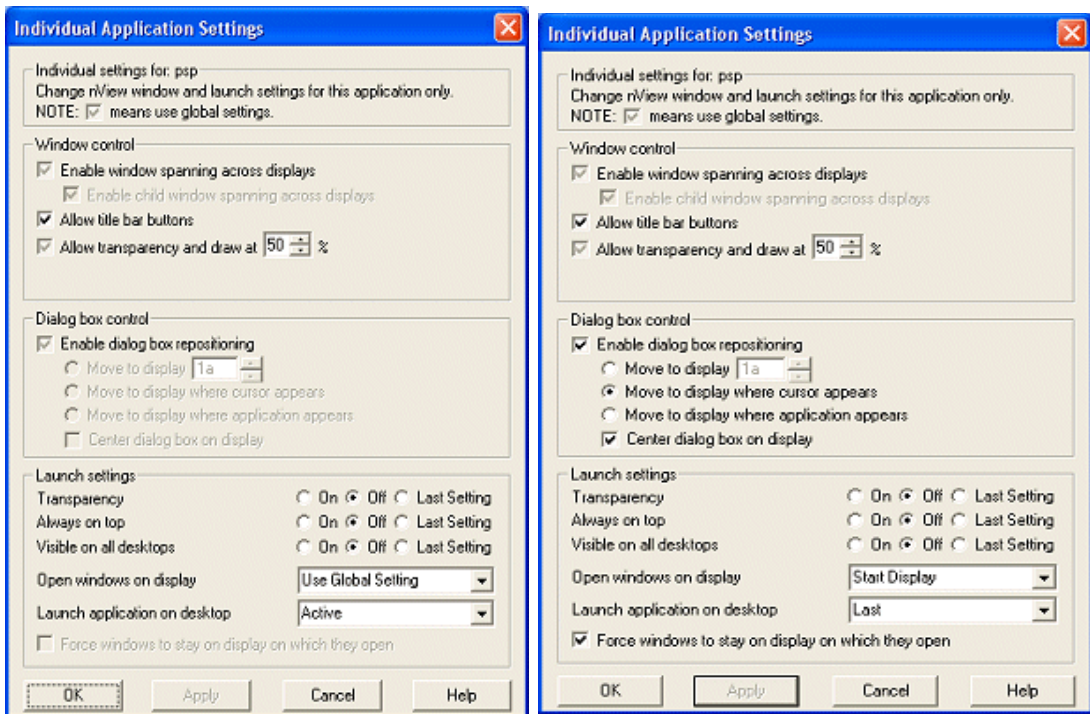 Individual Application Settings
Individual settings for: psp
Change nView window and launch settings for this application only.
NOTE: means use global settings.
Window control
Enable window spanning across displays
Enable child window spanning across displays
Allow title bar buttons
Allow transparency and draw at 50 %
Dialog box control
Enable dialog box repositioning
Move to display 1a
Move to display where cursor appears
Move to display where application appears
Center dialog box on display
Launch settings
Transparency On Off Last Setting
Always on top On Off Last Setting
Visible on all desktops On Off Last Setting
Open windows on display Use Global Setting
Launch application on desktop Active
Force windows to stay on display on which they open
OK Apply Cancel Help
Individual Application Settings
Individual settings for: psp
Change nView window and launch settings for this application only.
NOTE: means use global settings.
Window control
Enable window spanning across displays
Enable child window spanning across displays
Allow title bar buttons
Allow transparency and draw at 50 %
Dialog box control
Enable dialog box repositioning
Move to display 1a
Move to display where cursor appears
Move to display where application appears
Center dialog box on display
Launch settings
Transparency On Off Last Setting
Always on top On Off Last Setting
Visible on all desktops On Off Last Setting
Open windows on display Start Display
Launch application on desktop Last
Force windows to stay on display on which they open
OK Apply Cancel Help